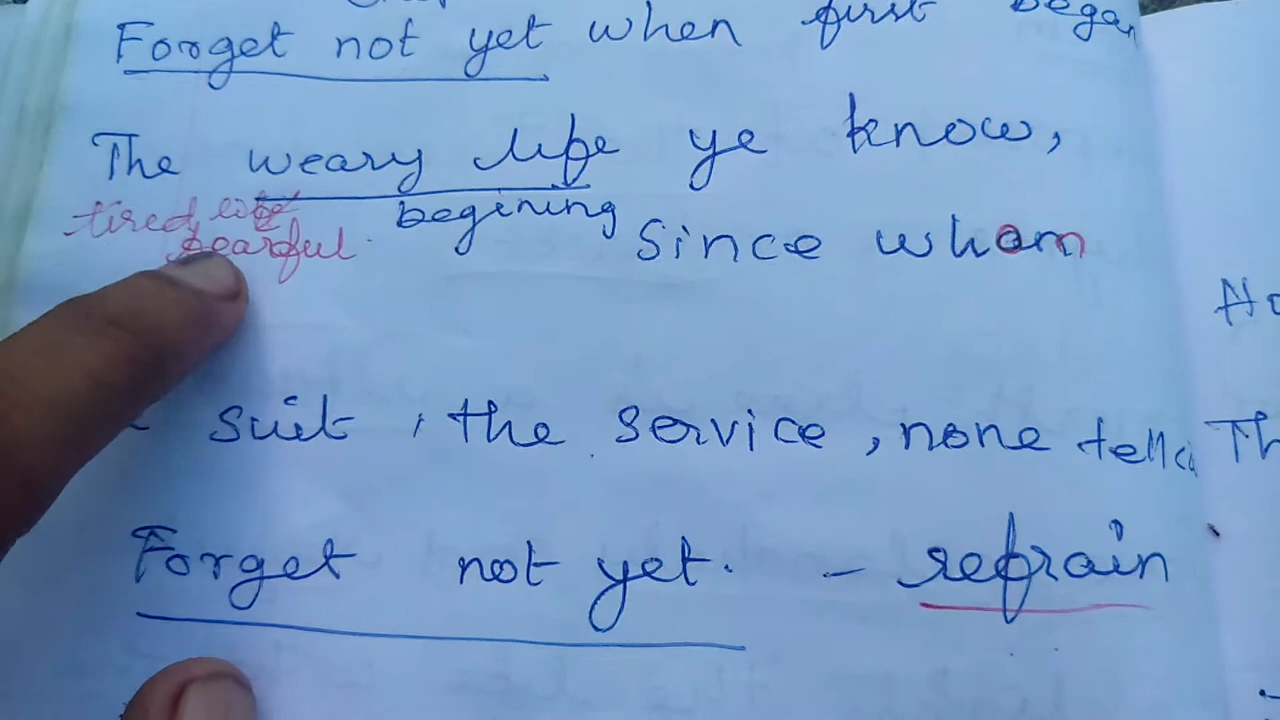 Forget not yet when first began
The weary life ye know,
tired life begining since whom
fearful.
suit, the service, none tells
Forget not yet. - refrain